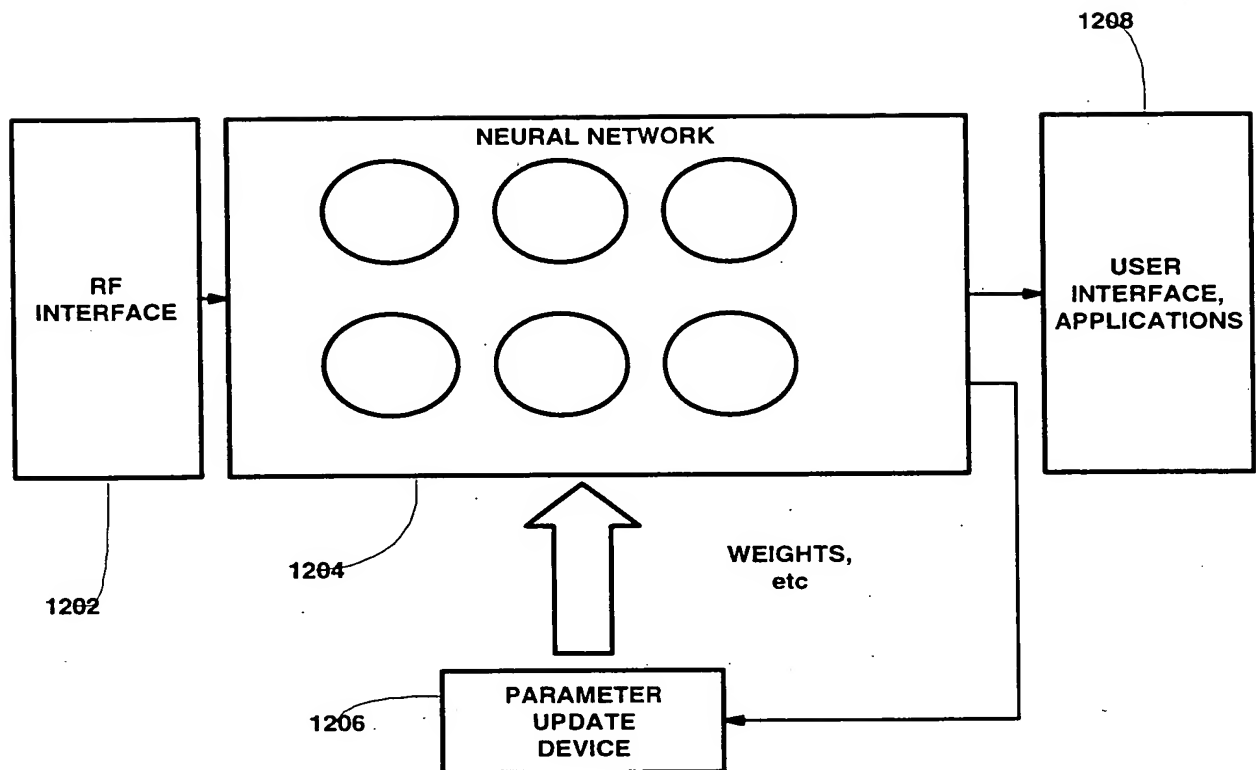 1208
NEURAL NETWORK
RF
INTERFACE
USER
INTERFACE,
APPLICATIONS
1204
WEIGHTS,
etc
1202
1206
PARAMETER
UPDATE
DEVICE